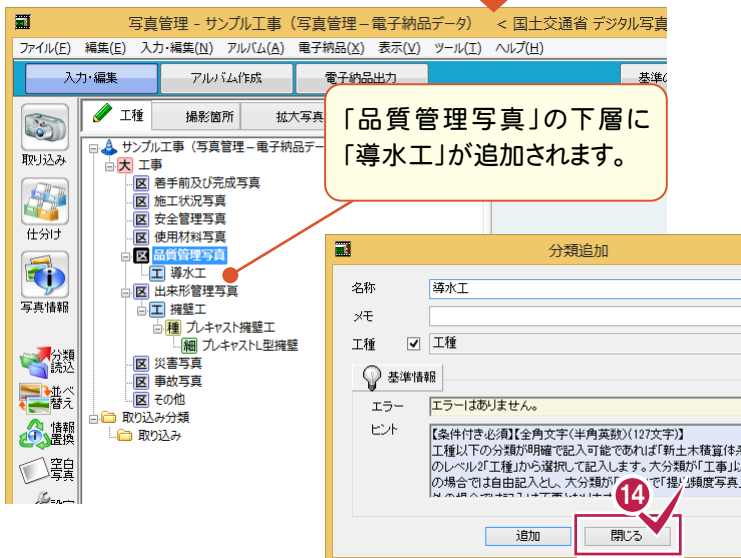 写真管理 - サンプル工事（写真管理－電子納品データ） < 国土交通省 デジタル写真
ファイル(F) 編集(E) 入力・編集(N) アルバム(A) 電子納品(X) 表示(V) ツール(T) ヘルプ(H)
入力・編集 アルバム作成 電子納品出力
工種 撮影箇所 拡大写真
「品質管理写真」の下層に
「導水工」が追加されます。
取り込み
仕分け
写真情報
分類
読込
並べ
替え
情報
置換
空白
写真
サンプル工事（写真管理－電子納品デー
大 工事
区 着手前及び完成写真
区 施工状況写真
区 安全管理写真
区 使用材料写真
区 品質管理写真
工 導水工
区 出来形管理写真
工 擁壁工
種 プレキャスト擁壁工
細 プレキャストL型擁壁
区 災害写真
区 事故写真
区 その他
取り込み分類
取り込み
分類追加
名称 導水工
メモ
工種 工種
基準情報
エラー エラーはありません。
ヒント
【条件付き必須】【全角文字(半角英数)(127文字)】
工種以下の分類が明確で記入可能であれば「新土木積算体
のレベル2「工種」から選択して記入します。大分類が「工事」以
の場合では自由記入とし、大分類が
14
追加 閉じる